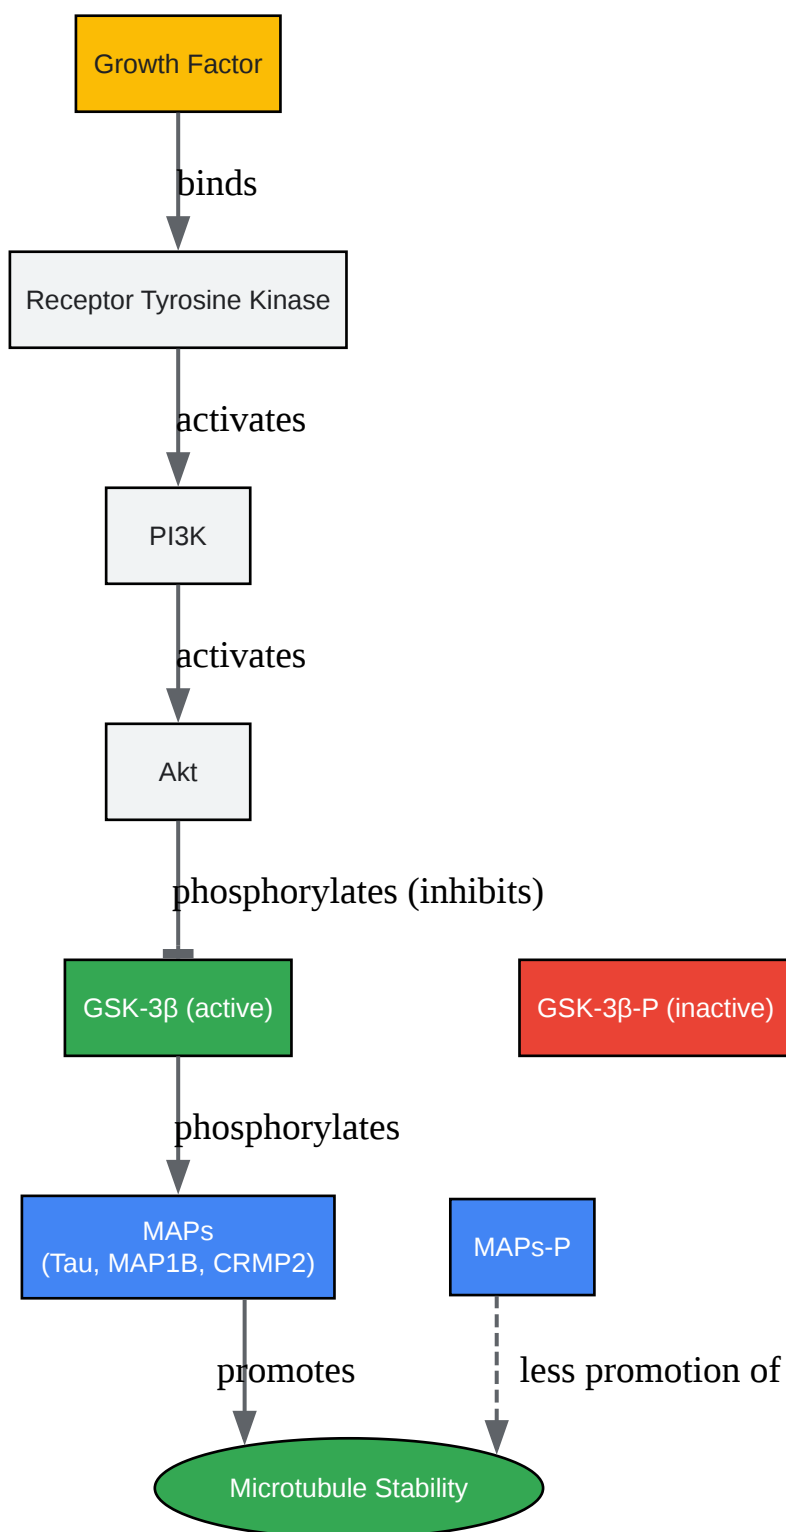 Growth Factor
binds
Receptor Tyrosine Kinase
activates
PI3K
activates
Akt
phosphorylates (inhibits)
GSK-3β (active)
GSK-3β-P (inactive)
phosphorylates
MAPs
(Tau, MAP1B, CRMP2)
MAPs-P
promotes
less promotion of
Microtubule Stability